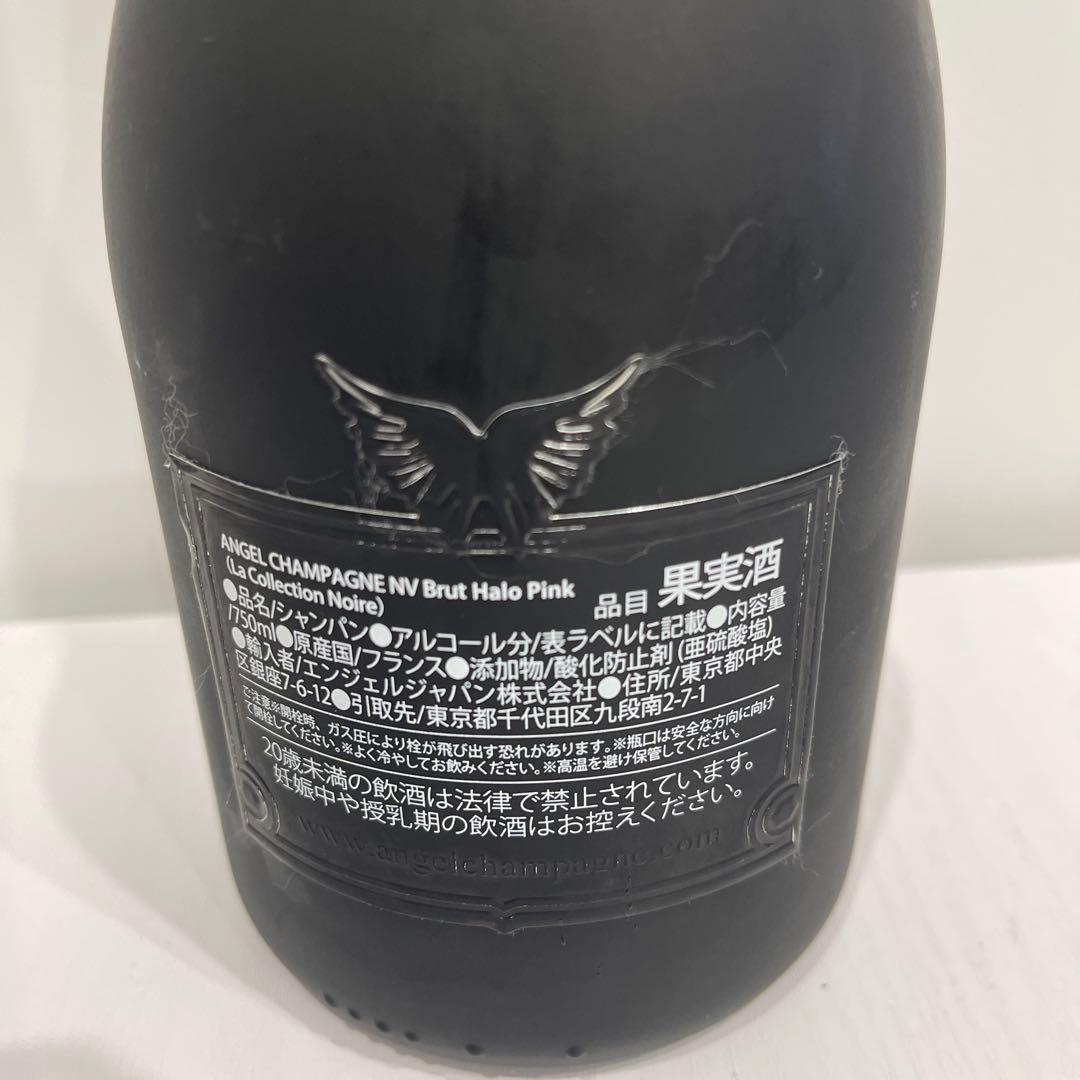 ANGEL CHAMPAGNE NV Brut Halo Pink
(La Collection Noire)
品目 果実酒
●品名/シャンパン●アルコール分/表ラベルに記載●内容量
/750ml●原産国/フランス●添加物/酸化防止剤(亜硫酸塩)
●輸入者/エンジェルジャパン株式会社●住所/東京都中央
区銀座7-6-12●引取先/東京都千代田区九段南2-7-1
ご注意※開栓時、ガス圧により栓が飛び出す恐れがあります。※瓶口は安全な方向に向け
て開栓してください。※よく冷やしてお飲みください。※高温を避け保管してください。
20歳未満の飲酒は法律で禁止されています。
妊娠中や授乳期の飲酒はお控えください。
www.angelchampagne.com